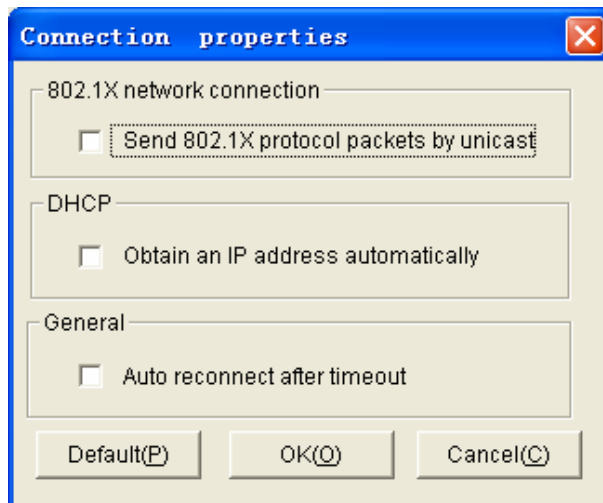 Connection properties
802.1X network connection
Send 802.1X protocol packets by unicast
DHCP
Obtain an IP address automatically
General
Auto reconnect after timeout
Default(P) OK(O) Cancel(C)